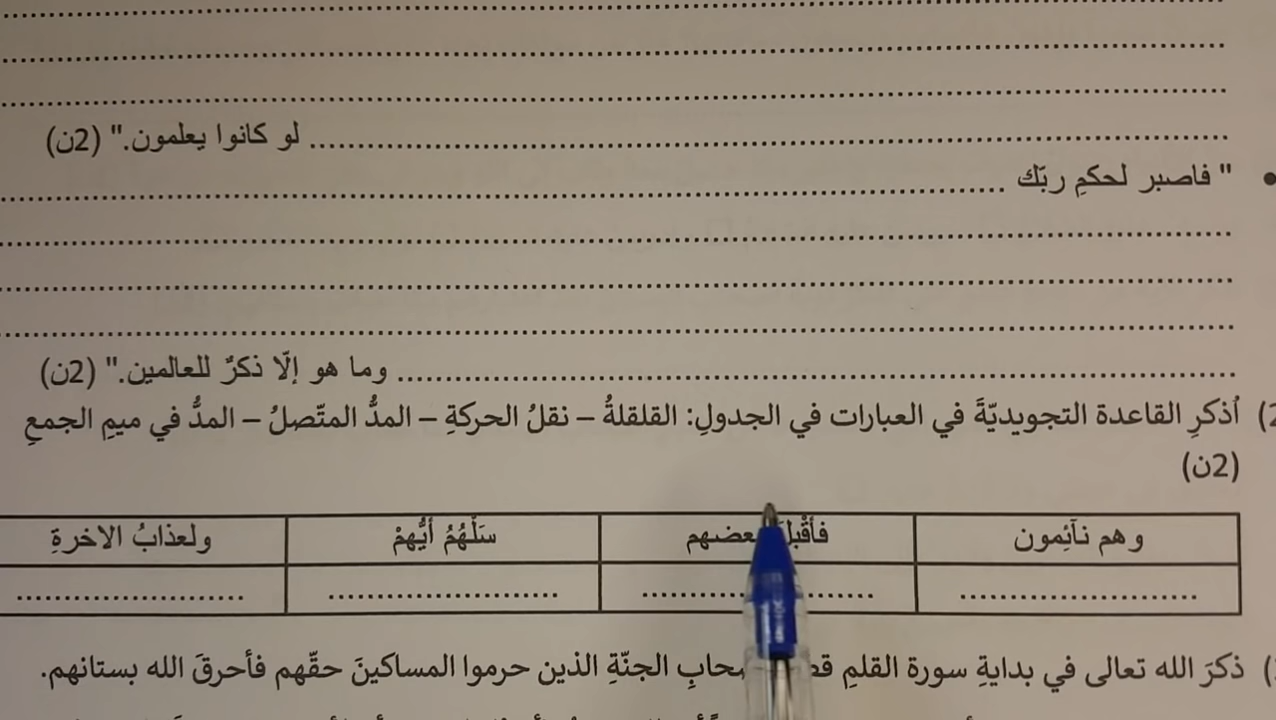 لو كانوا يعلمون." (2ن)
" فاصبر لحكمِ ربّك
وما هو إلّا ذكرٌ للعالمين." (2ن)
أذكرِ القاعدة التجويديّةَ في العبارات في الجدولِ: القلقلةُ – نقلُ الحركةِ – المدُّ المتّصلُ – المدُّ في ميمِ الجمعِ
(2ن)
وهم نآئِمون فأقْبلَ بعضهم سَلْهُمُ أيُّهمْ ولعذابُ الاخرةِ
ذكرَ الله تعالى في بدايةِ سورة القلمِ الجنّةِ الذين حرموا المساكينَ حقّهم فأحرقَ الله بستانهم.